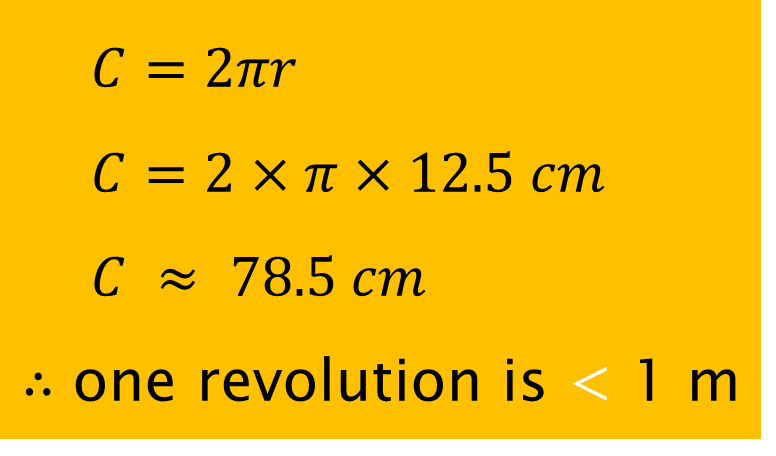 C = 2πr
C = 2 × π × 12.5 cm
C ≈ 78.5 cm
∴ one revolution is < 1 m